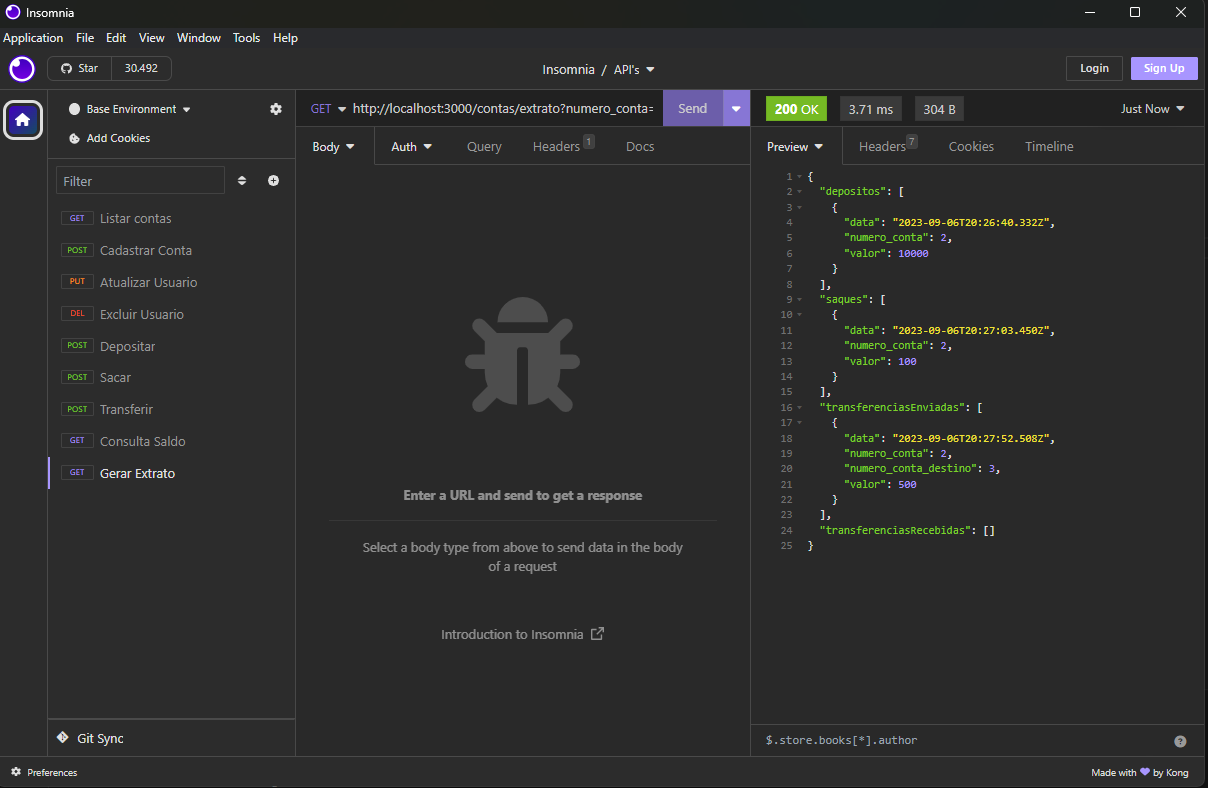 Insomnia
Application File Edit View Window Tools Help
Star 30.492
Insomnia / API's
Login Sign Up
Base Environment
Add Cookies
Filter
GET Listar contas
POST Cadastrar Conta
PUT Atualizar Usuario
DEL Excluir Usuario
POST Depositar
POST Sacar
POST Transferir
GET Consulta Saldo
GET Gerar Extrato
Git Sync
Preferences
GET http://localhost:3000/contas/extrato?numero_conta= Send
Body Auth Query Headers 1 Docs
Enter a URL and send to get a response
Select a body type from above to send data in the body
of a request
Introduction to Insomnia
200 OK 3.71 ms 304 B Just Now
Preview Headers 7 Cookies Timeline
1 {
2 "depositos": [
3 {
4 "data": "2023-09-06T20:26:40.332Z",
5 "numero_conta": 2,
6 "valor": 10000
7 }
8 ],
9 "saques": [
10 {
11 "data": "2023-09-06T20:27:03.450Z",
12 "numero_conta": 2,
13 "valor": 100
14 }
15 ],
16 "transferenciasEnviadas": [
17 {
18 "data": "2023-09-06T20:27:52.508Z",
19 "numero_conta": 2,
20 "numero_conta_destino": 3,
21 "valor": 500
22 }
23 ],
24 "transferenciasRecebidas": []
25 }
$.store.books[*].author ?
Made with 💜 by Kong